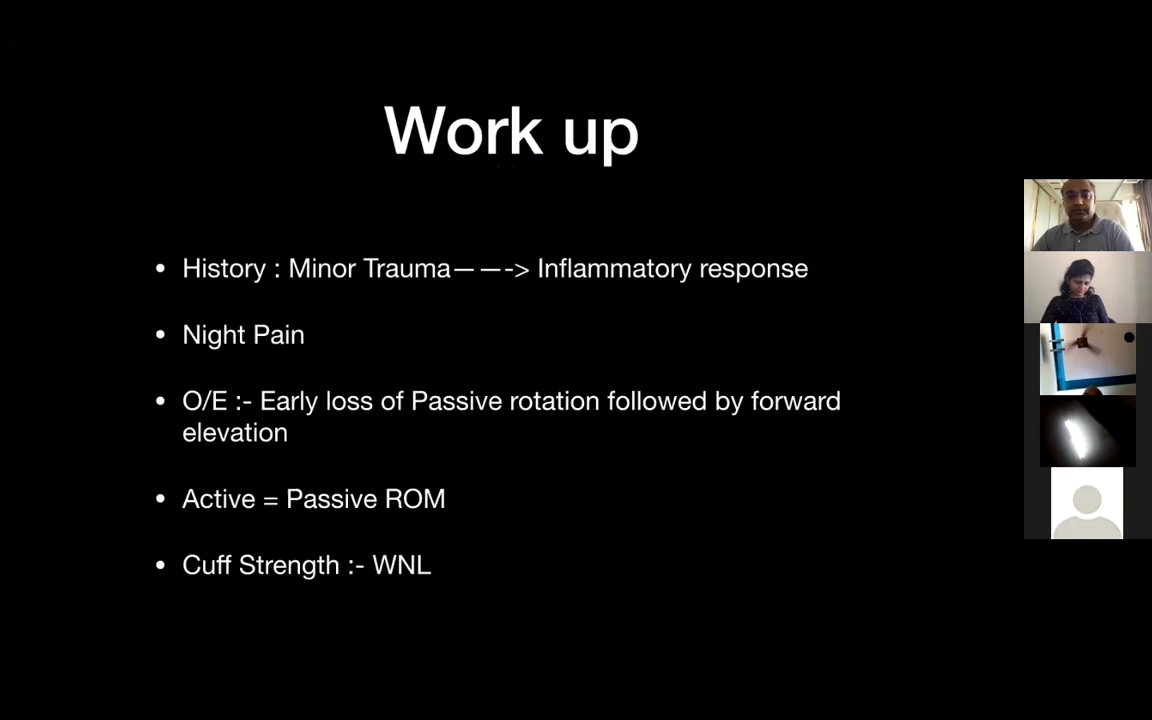 Work up
• History : Minor Trauma— —-> Inflammatory response
• Night Pain
• O/E :- Early loss of Passive rotation followed by forward
elevation
• Active = Passive ROM
• Cuff Strength :- WNL